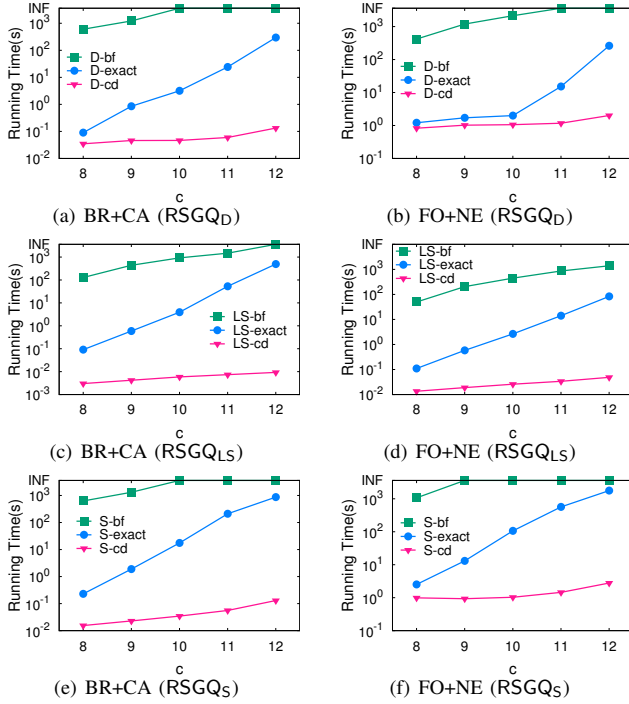 INF
10^3
10^2
10^1
10^0
10^-1
10^-2
Running Time(s)
D-bf
D-exact
D-cd
8 9 10 11 12
c
(a) BR+CA (RSGQ_D)
INF
10^3
10^2
10^1
10^0
10^-1
Running Time(s)
D-bf
D-exact
D-cd
8 9 10 11 12
c
(b) FO+NE (RSGQ_D)
INF
10^3
10^2
10^1
10^0
10^-1
10^-2
10^-3
Running Time(s)
LS-bf
LS-exact
LS-cd
8 9 10 11 12
c
(c) BR+CA (RSGQ_LS)
INF
10^3
10^2
10^1
10^0
10^-1
10^-2
Running Time(s)
LS-bf
LS-exact
LS-cd
8 9 10 11 12
c
(d) FO+NE (RSGQ_LS)
INF
10^3
10^2
10^1
10^0
10^-1
10^-2
Running Time(s)
S-bf
S-exact
S-cd
8 9 10 11 12
c
(e) BR+CA (RSGQ_S)
INF
10^3
10^2
10^1
10^0
10^-1
Running Time(s)
S-bf
S-exact
S-cd
8 9 10 11 12
c
(f) FO+NE (RSGQ_S)